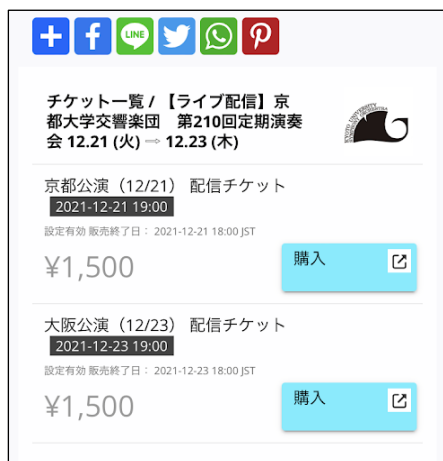 LINE
チケット一覧 / 【ライブ配信】京
都大学交響楽団 第210回定期演奏
会 12.21 (火) ⇨ 12.23 (木)
KYOTO UNIVERSITY SYMPHONY ORCHESTRA
京都公演（12/21） 配信チケット
2021-12-21 19:00
設定有効 販売終了日： 2021-12-21 18:00 JST
¥1,500
購入
大阪公演（12/23） 配信チケット
2021-12-23 19:00
設定有効 販売終了日： 2021-12-23 18:00 JST
¥1,500
購入